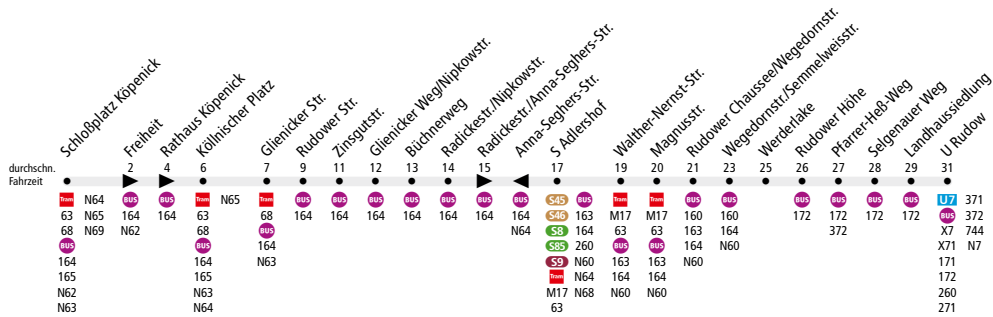 Schloßplatz Köpenick
Freiheit
Rathaus Köpenick
Köllnischer Platz
Glienicker Str.
Rudower Str.
Zinsgutstr.
Glienicker Weg/Nipkowstr.
Büchnerweg
Radickestr./Nipkowstr.
Radickestr./Anna-Seghers-Str.
Anna-Seghers-Str.
S Adlershof
Walther-Nernst-Str.
Magnusstr.
Rudower Chaussee/Wegedornstr.
Wegedornstr./Semmelweisstr.
Werderlake
Rudower Höhe
Pfarrer-Heß-Weg
Selgenauer Weg
Landhaussiedlung
U Rudow
durchschn. 2 4 6 7 9 11 12 13 14 15 16 17 19 20 21 23 25 26 27 28 29 31
Fahrzeit
Tram N64 BUS BUS Tram N65 Tram BUS BUS BUS BUS BUS BUS BUS S45 BUS Tram Tram BUS BUS BUS BUS BUS BUS U7 371
63 N65 164 164 63 68 164 164 164 164 164 164 164 S46 163 M17 M17 160 160 172 172 172 172 BUS 372
68 N69 N62 68 BUS N64 S8 164 63 63 163 164 372 X7 744
BUS BUS 164 S85 260 BUS BUS 164 N60 X71 N7
164 164 N63 S9 N60 163 163 N60 171
165 165 Tram N64 164 164 172
N62 N63 M17 N68 N60 N60 260
N63 N64 63 271